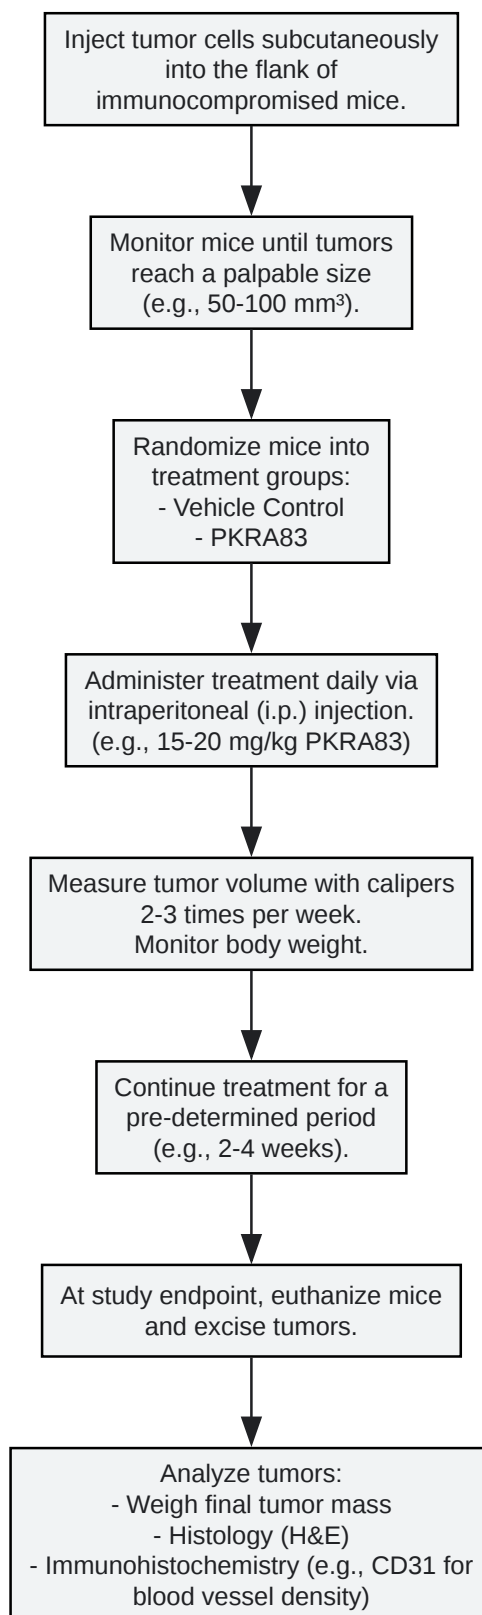 Inject tumor cells subcutaneously
into the flank of
immunocompromised mice.
Monitor mice until tumors
reach a palpable size
(e.g., 50-100 mm³).
Randomize mice into
treatment groups:
- Vehicle Control
- PKRA83
Administer treatment daily via
intraperitoneal (i.p.) injection.
(e.g., 15-20 mg/kg PKRA83)
Measure tumor volume with calipers
2-3 times per week.
Monitor body weight.
Continue treatment for a
pre-determined period
(e.g., 2-4 weeks).
At study endpoint, euthanize mice
and excise tumors.
Analyze tumors:
- Weigh final tumor mass
- Histology (H&E)
- Immunohistochemistry (e.g., CD31 for
blood vessel density)